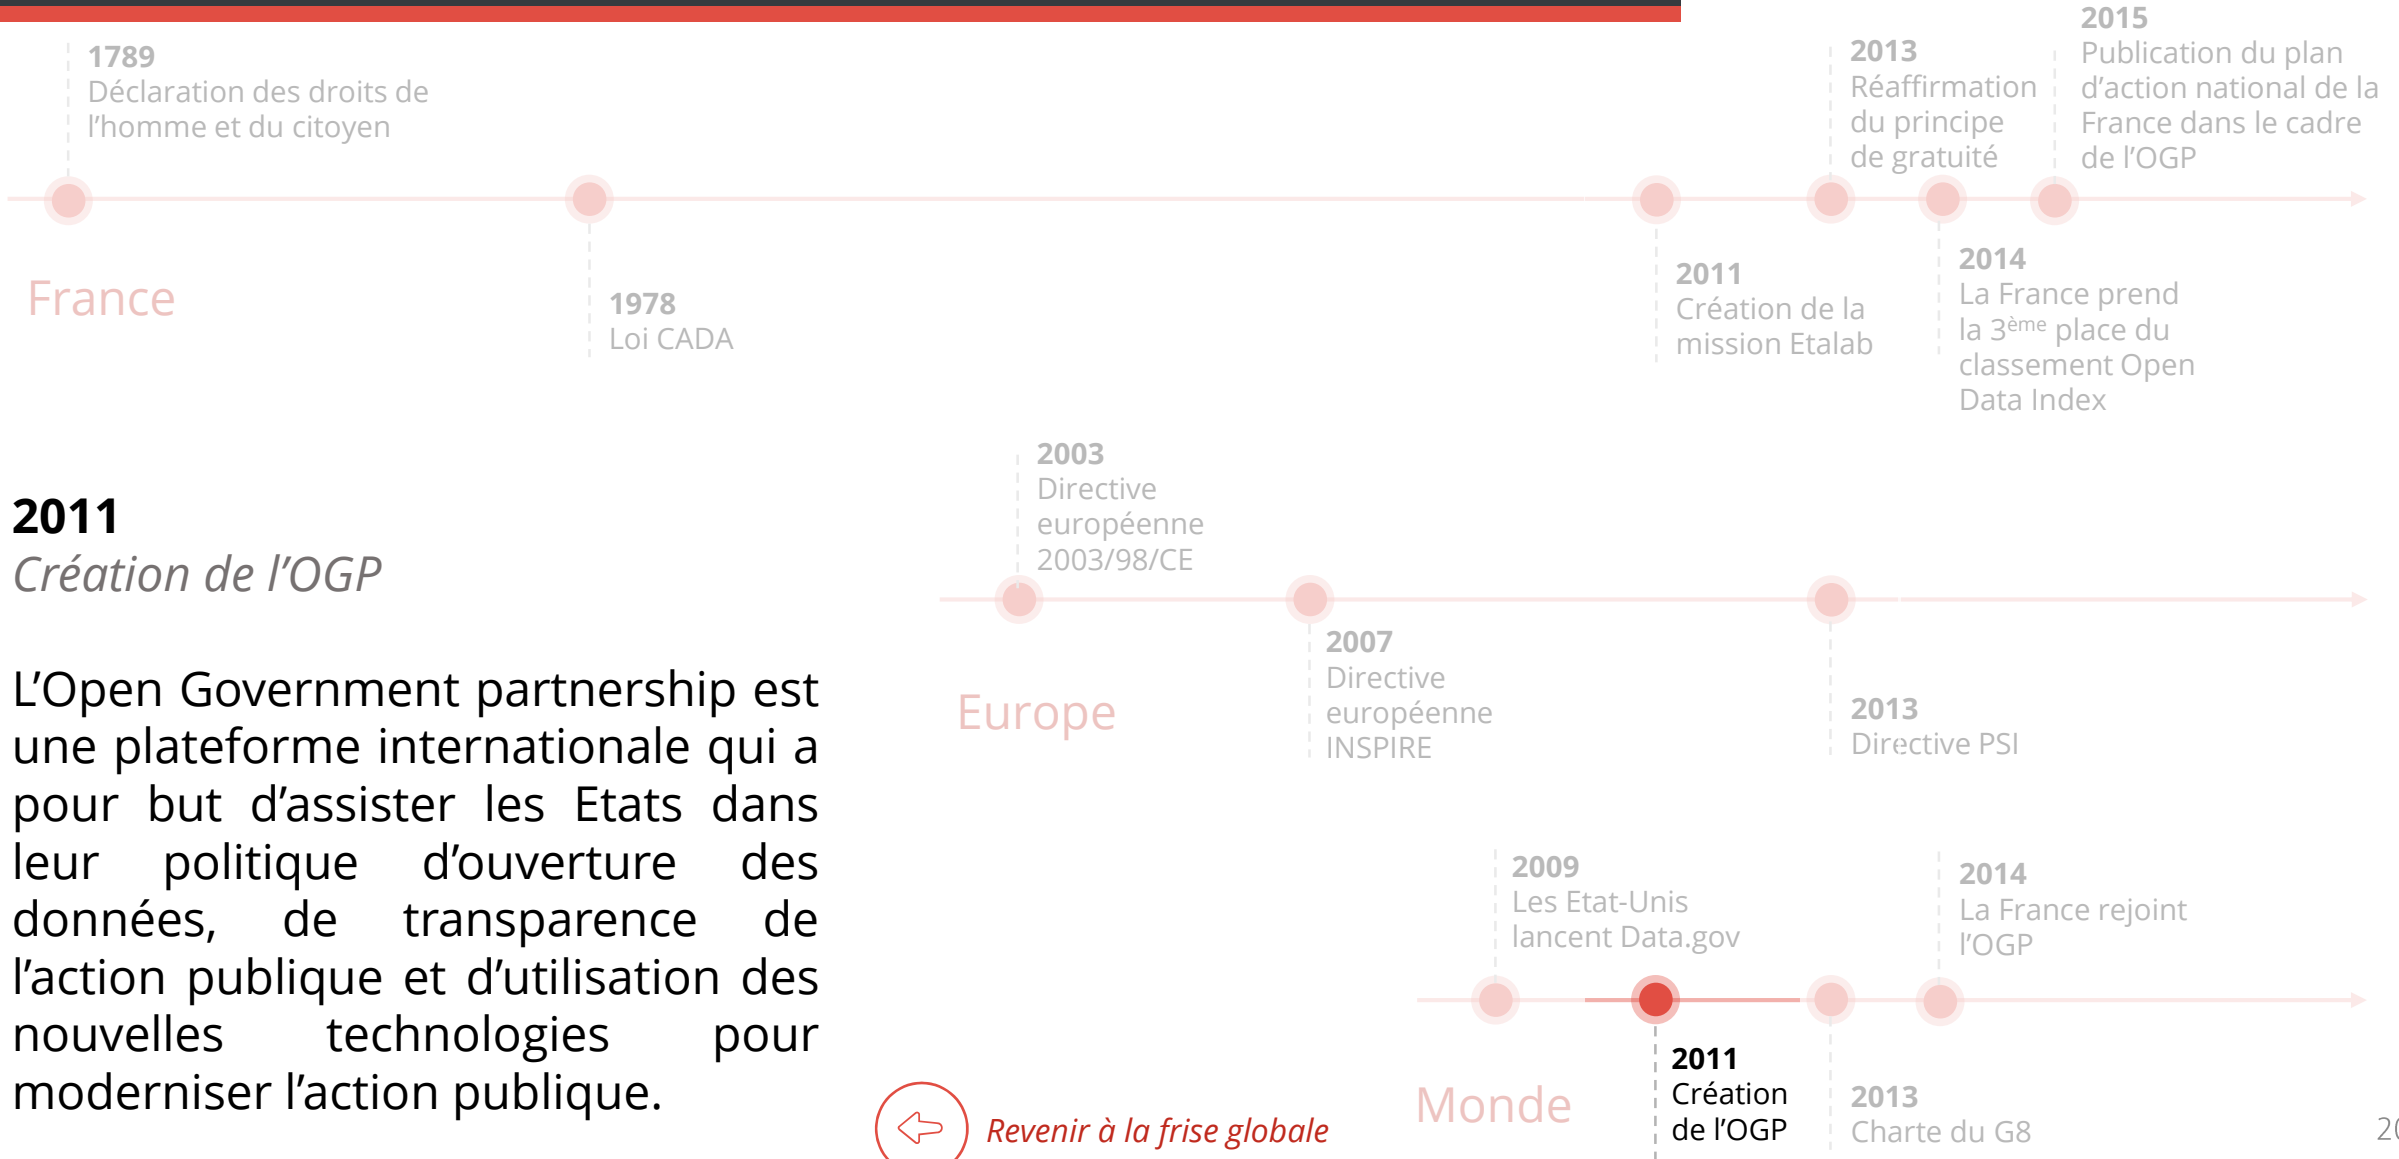 1789
Déclaration des droits de
l’homme et du citoyen
2013
Réaffirmation
du principe
de gratuité
2015
Publication du plan
d’action national de la
France dans le cadre
de l’OGP
France
1978
Loi CADA
2011
Création de la
mission Etalab
2014
La France prend
la 3ème place du
classement Open
Data Index
2011
Création de l’OGP
L’Open Government partnership est
une plateforme internationale qui a
pour but d’assister les Etats dans
leur politique d’ouverture des
données, de transparence de
l’action publique et d’utilisation des
nouvelles technologies pour
moderniser l’action publique.
2003
Directive
européenne
2003/98/CE
2007
Directive
européenne
INSPIRE
Europe
2013
Directive PSI
2009
Les Etat-Unis
lancent Data.gov
2014
La France rejoint
l’OGP
Monde
2011
Création
de l’OGP
2013
Charte du G8
Revenir à la frise globale